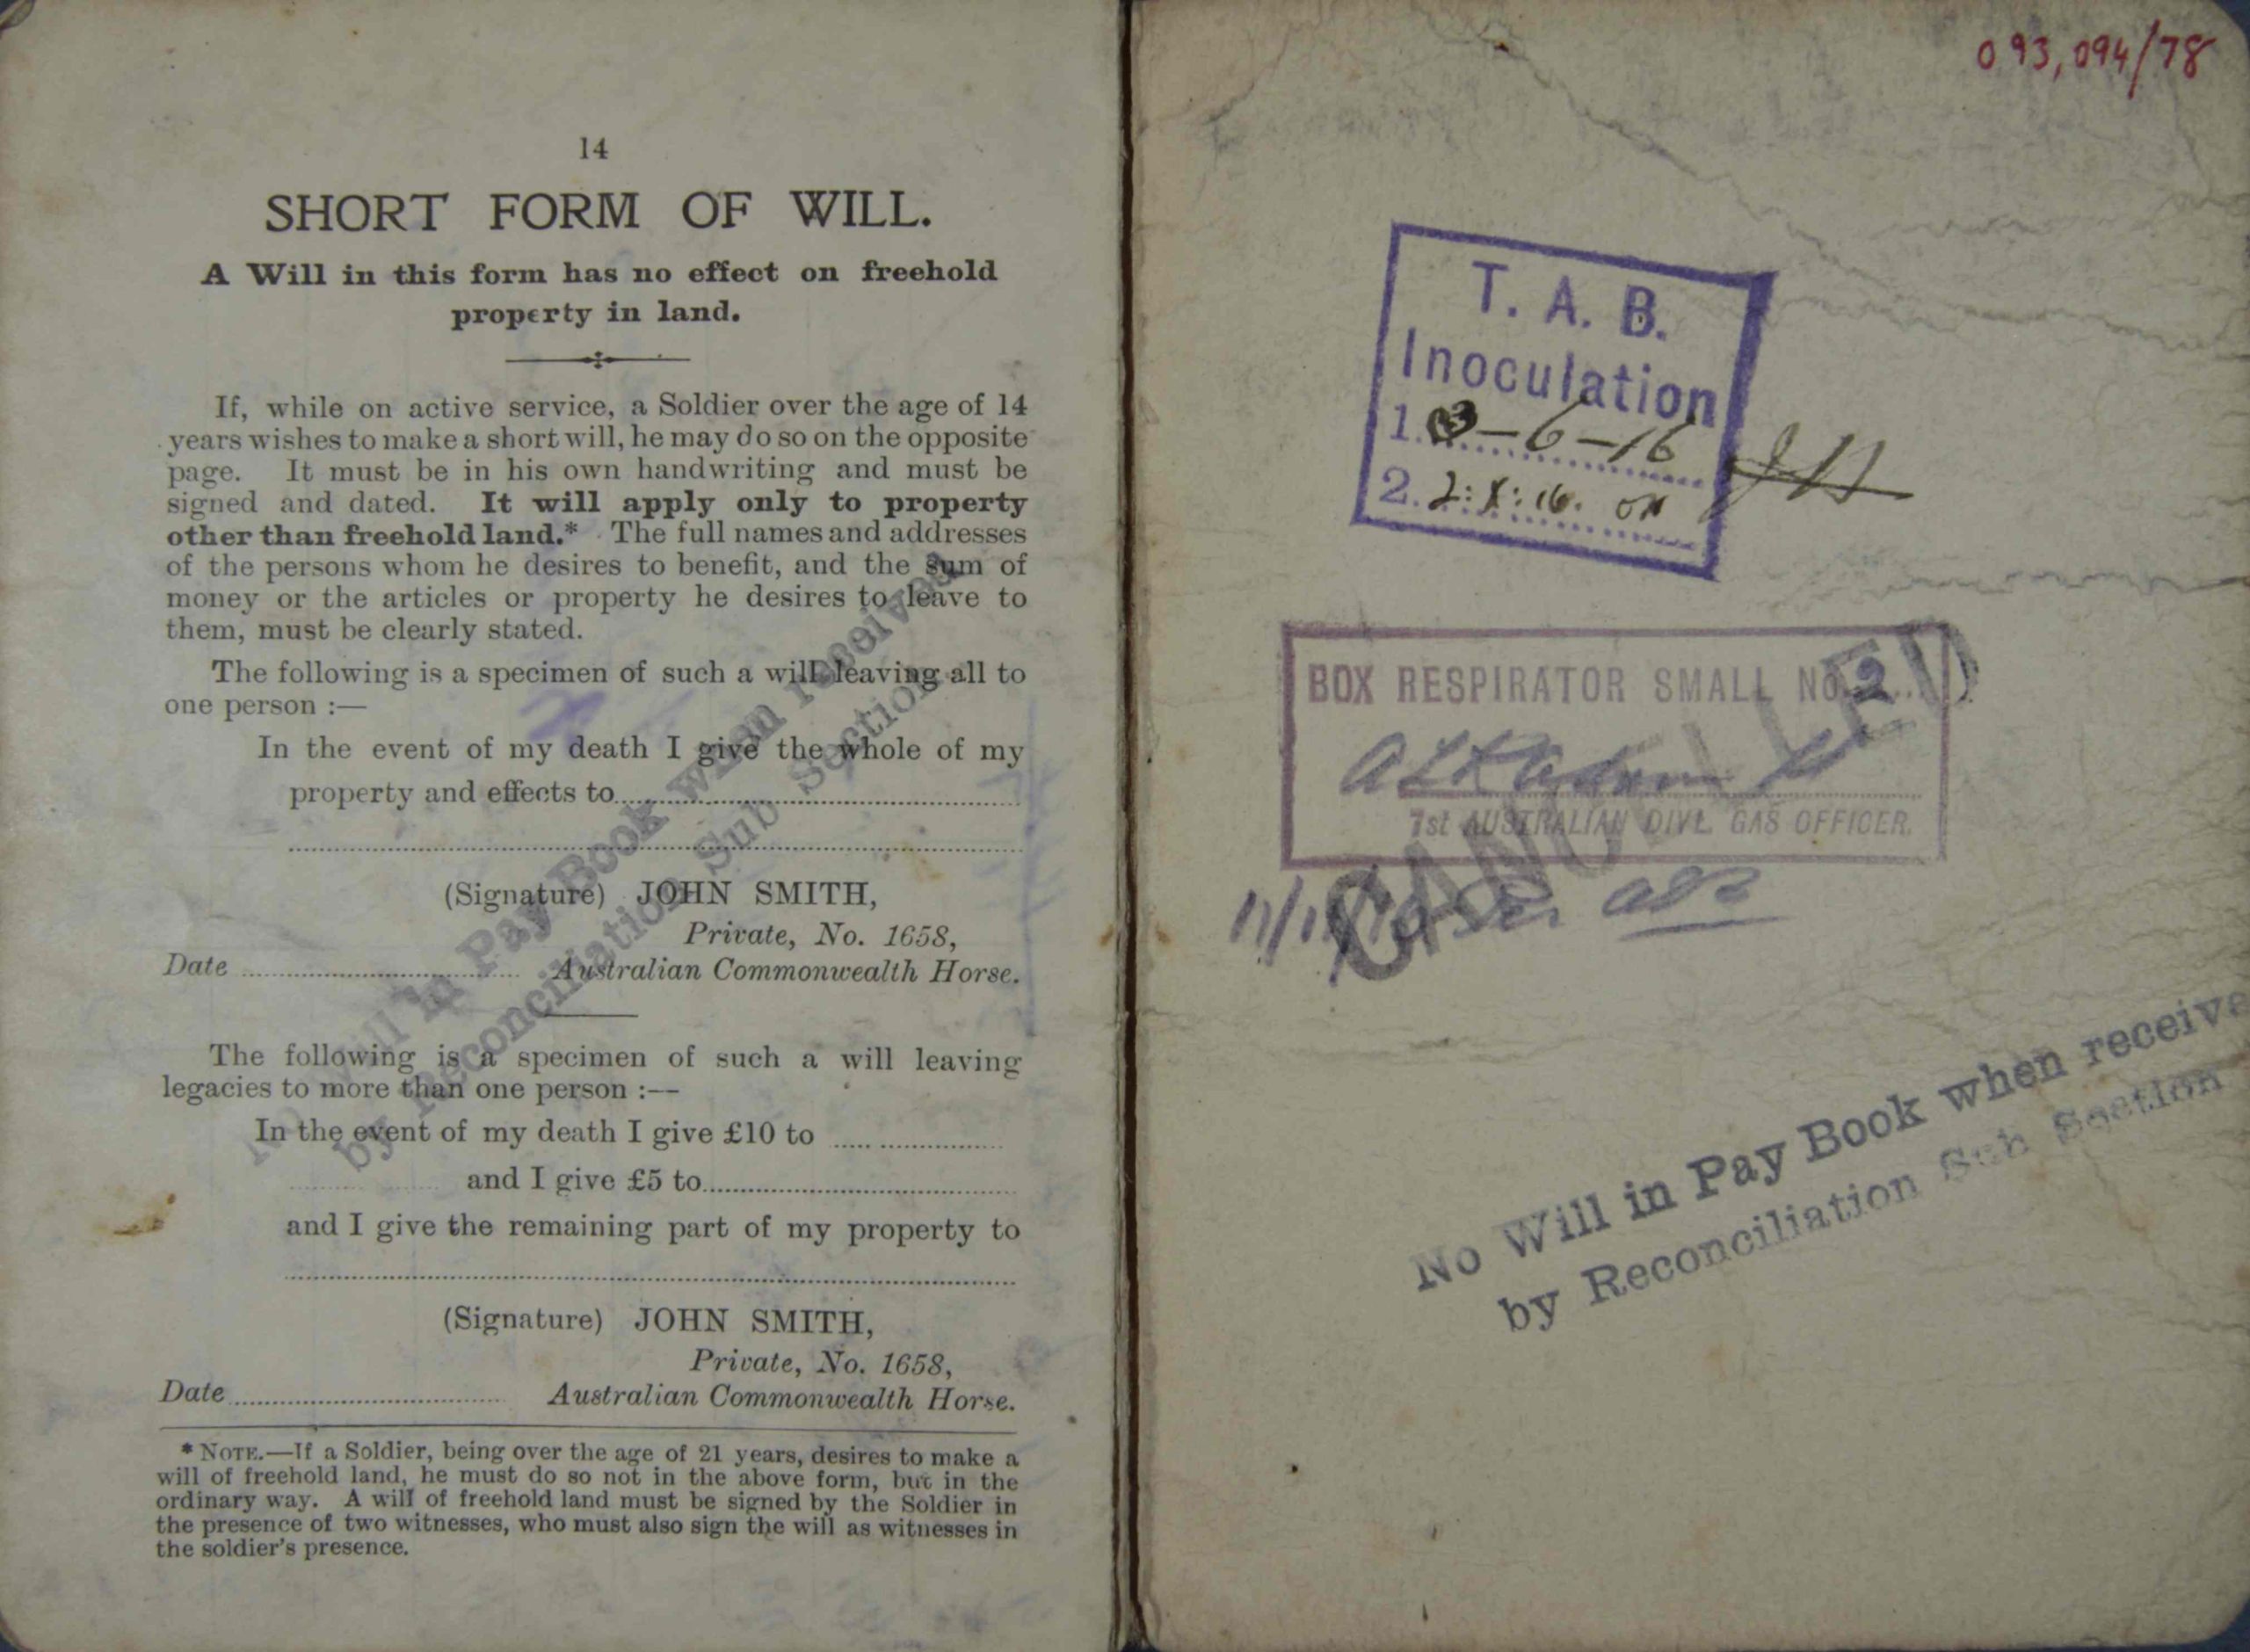 14
SHORT FORM OF WILL.
A Will in this form has no effect on freehold
property in land.
If, while on active service, a Soldier over the age of 14
years wishes to make a short will, he may do so on the opposite
page. It must be in his own handwriting and must be
signed and dated. It will apply only to property
other than freehold land.* The full names and addresses
of the persons whom he desires to benefit, and the sum of
money or the articles or property he desires to leave to
them, must be clearly stated.
The following is a specimen of such a will leaving all to
one person :—
In the event of my death I give the whole of my
property and effects to
(Signature) JOHN SMITH,
Private, No. 1658,
Date Australian Commonwealth Horse.
The following is a specimen of such a will leaving
legacies to more than one person :—
In the event of my death I give £10 to
and I give £5 to
and I give the remaining part of my property to
(Signature) JOHN SMITH,
Private, No. 1658,
Date Australian Commonwealth Horse.
* NOTE.—If a Soldier, being over the age of 21 years, desires to make a
will of freehold land, he must do so not in the above form, but in the
ordinary way. A will of freehold land must be signed by the Soldier in
the presence of two witnesses, who must also sign the will as witnesses in
the soldier's presence.
No Will in Pay Book when received
by Reconciliation Sub Section
093,094/78
T. A. B.
Inoculation
1. 3-6-16
2. 2:X:16.
BOX RESPIRATOR SMALL No. 2
1st AUSTRALIAN DIVL. GAS OFFICER.
CANCELLED
No Will in Pay Book when receive
by Reconciliation Sub Section